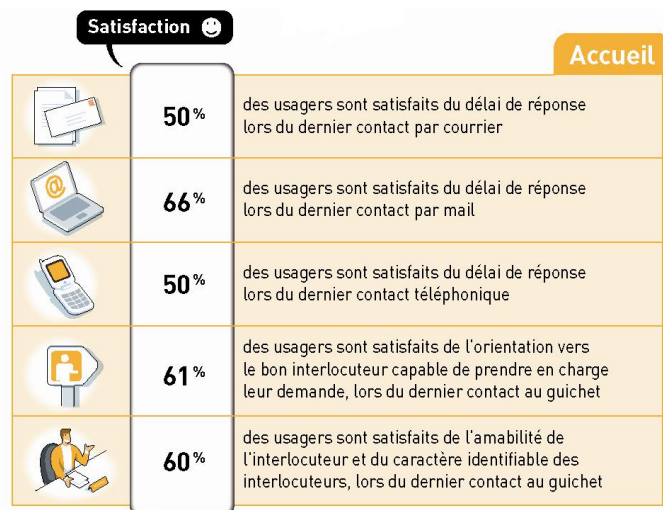 Satisfaction
Accueil
50%
des usagers sont satisfaits du délai de réponse
lors du dernier contact par courrier
@
66%
des usagers sont satisfaits du délai de réponse
lors du dernier contact par mail
50%
des usagers sont satisfaits du délai de réponse
lors du dernier contact téléphonique
61%
des usagers sont satisfaits de l'orientation vers
le bon interlocuteur capable de prendre en charge
leur demande, lors du dernier contact au guichet
60%
des usagers sont satisfaits de l'amabilité de
l'interlocuteur et du caractère identifiable des
interlocuteurs, lors du dernier contact au guichet